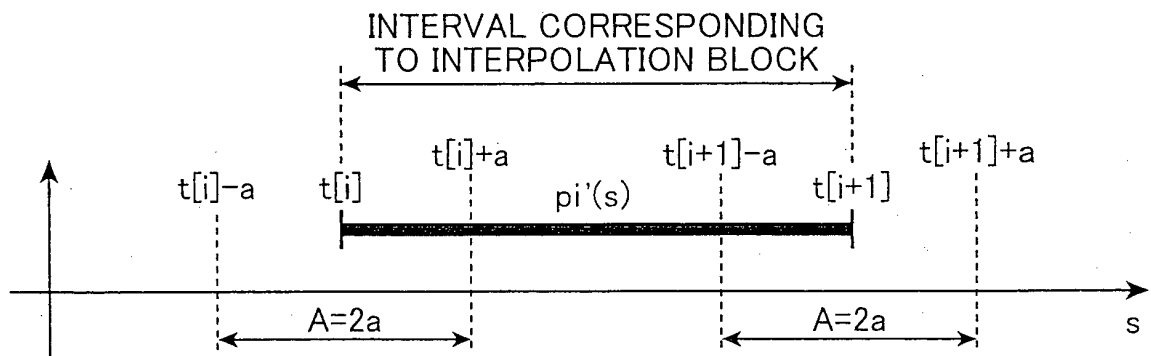 INTERVAL CORRESPONDING
TO INTERPOLATION BLOCK
t[i]+a
t[i+1]-a
t[i+1]+a
t[i]-a
t[i]
pi'(s)
t[i+1]
A=2a
A=2a
s